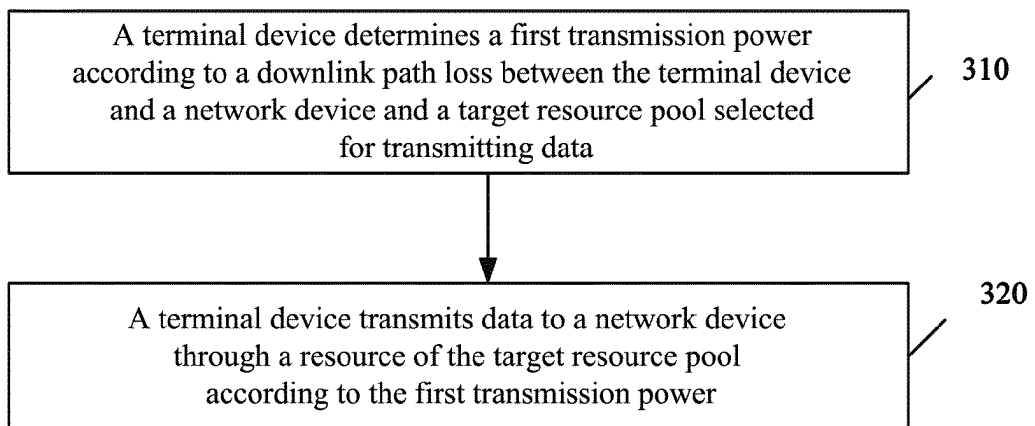 A terminal device determines a first transmission power
according to a downlink path loss between the terminal device
and a network device and a target resource pool selected
for transmitting data
310
A terminal device transmits data to a network device
through a resource of the target resource pool
according to the first transmission power
320